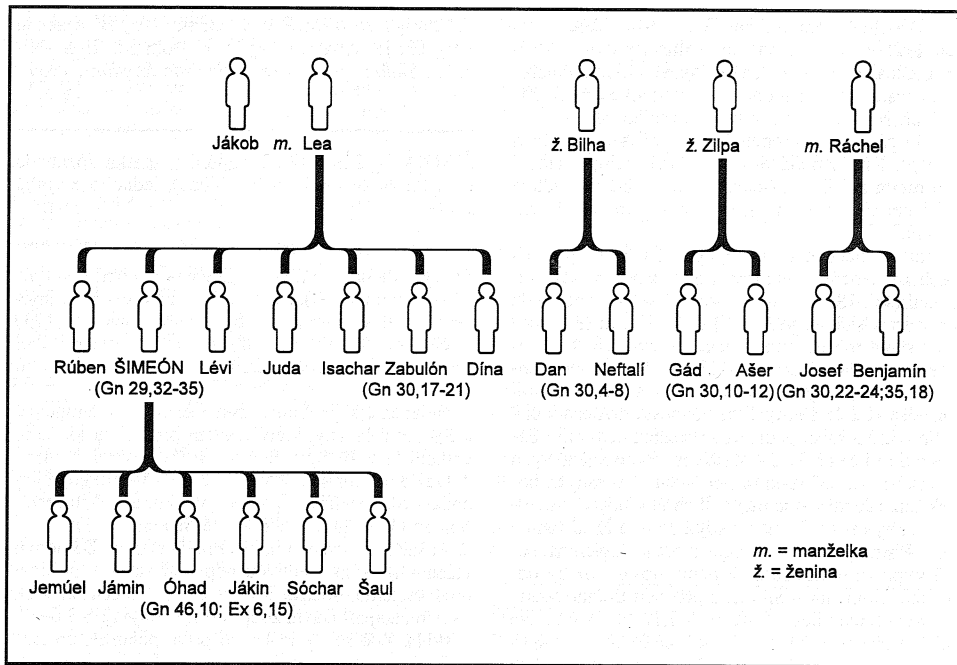 Jákob m. Lea ž. Bilha ž. Zilpa m. Ráchel
Rúben ŠIMEÓN Lévi Juda Isachar Zabulón Dína Dan Neftalí Gád Ašer Josef Benjamín
(Gn 29,32-35) (Gn 30,17-21) (Gn 30,4-8) (Gn 30,10-12) (Gn 30,22-24;35,18)
m. = manželka
ž. = ženina
Jemúel Jámin Óhad Jákin Sóchar Šaul
(Gn 46,10; Ex 6,15)